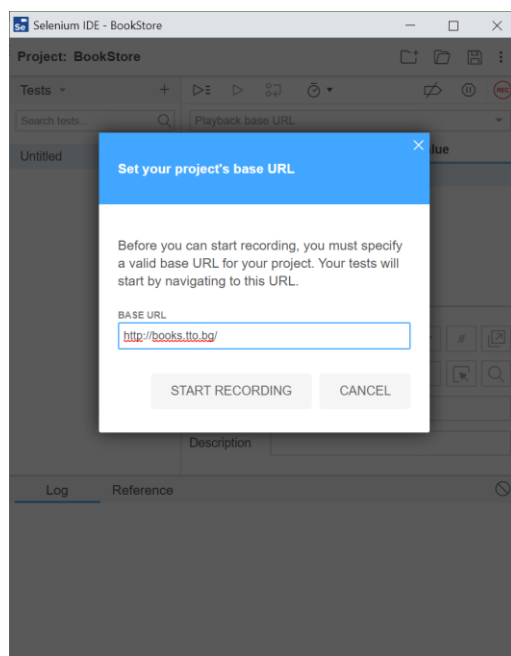 Se Selenium IDE - BookStore
Project: BookStore
Tests
Search tests...
Playback base URL
REC
Untitled
lue
Set your project's base URL
Before you can start recording, you must specify
a valid base URL for your project. Your tests will
start by navigating to this URL.
BASE URL
http://books.tto.bg/
START RECORDING CANCEL
//
Description
Log Reference